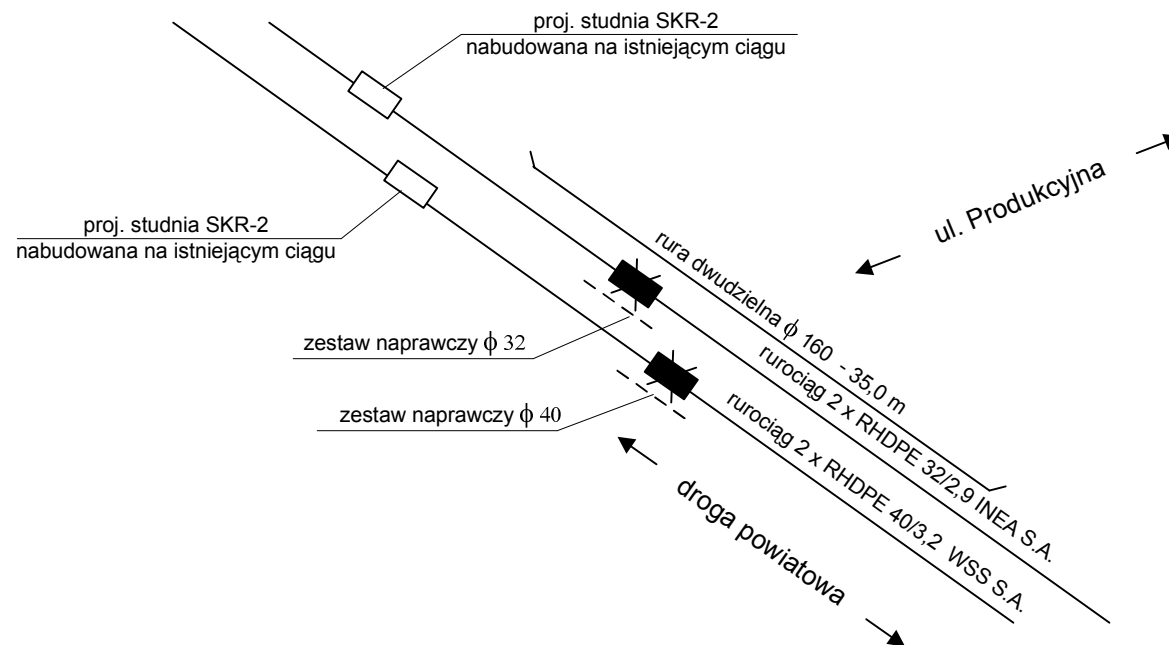 proj. studnia SKR-2
nabudowana na istniejącym ciągu
proj. studnia SKR-2
nabudowana na istniejącym ciągu
ul. Produkcyjna
rura dwudzielna ϕ 160 - 35,0 m
zestaw naprawczy ϕ 32
rurociąg 2 x RHDPE 32/2,9 INEA S.A.
zestaw naprawczy ϕ 40
rurociąg 2 x RHDPE 40/3,2 WSS S.A.
droga powiatowa